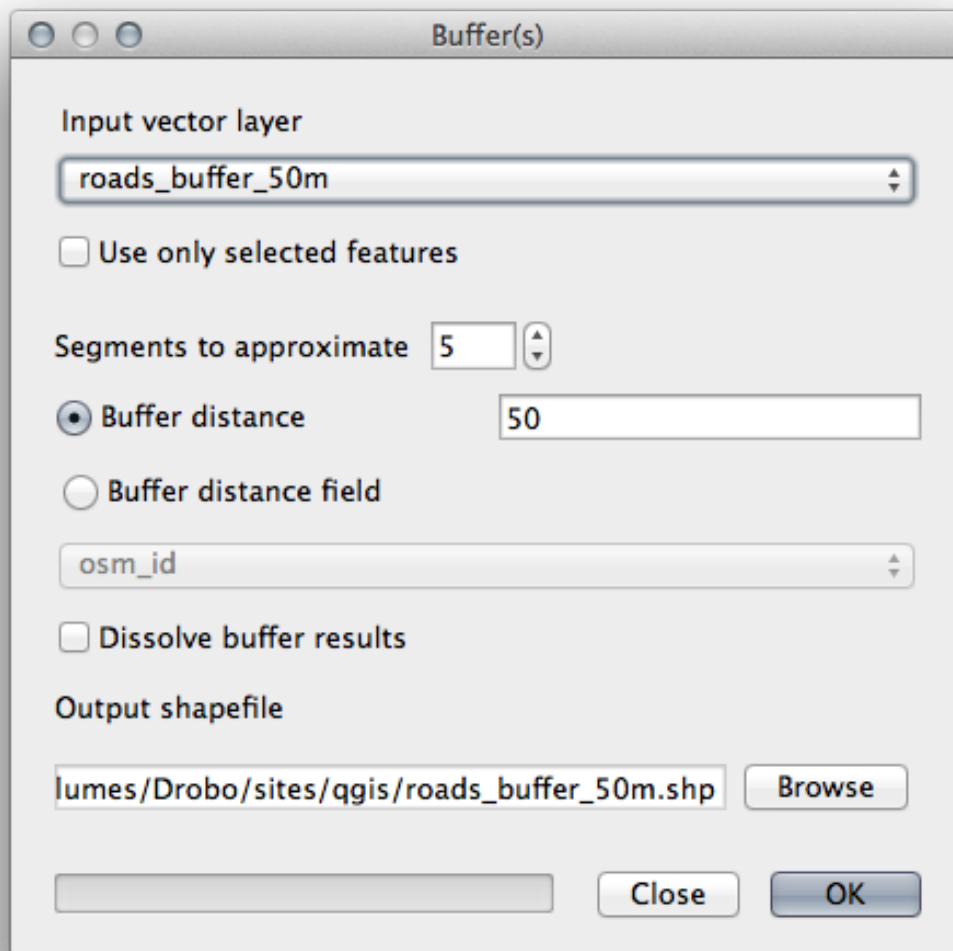 Buffer(s)
Input vector layer
roads_buffer_50m
Use only selected features
Segments to approximate 5
Buffer distance 50
Buffer distance field
osm_id
Dissolve buffer results
Output shapefile
lumes/Drobo/sites/qgis/roads_buffer_50m.shp Browse
Close OK